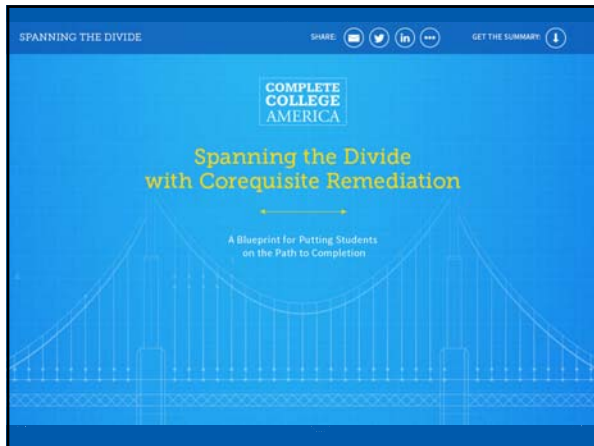 SPANNING THE DIVIDE
SHARE:
GET THE SUMMARY:
in
COMPLETE
COLLEGE
AMERICA
Spanning the Divide
with Corequisite Remediation
A Blueprint for Putting Students
on the Path to Completion